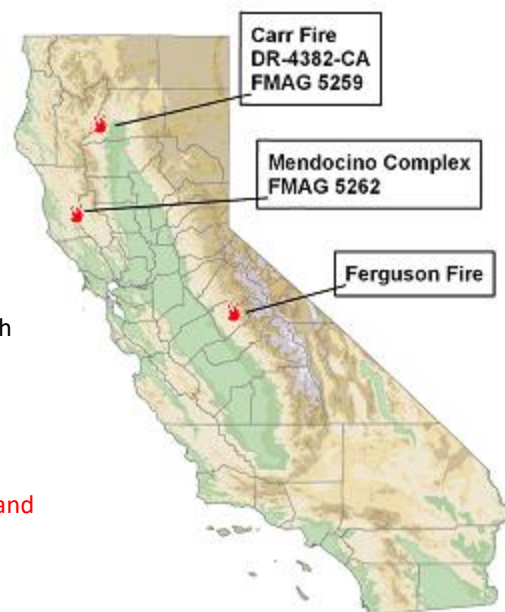 Carr Fire
DR-4382-CA
FMAG 5259
Mendocino Complex
FMAG 5262
Ferguson Fire
and